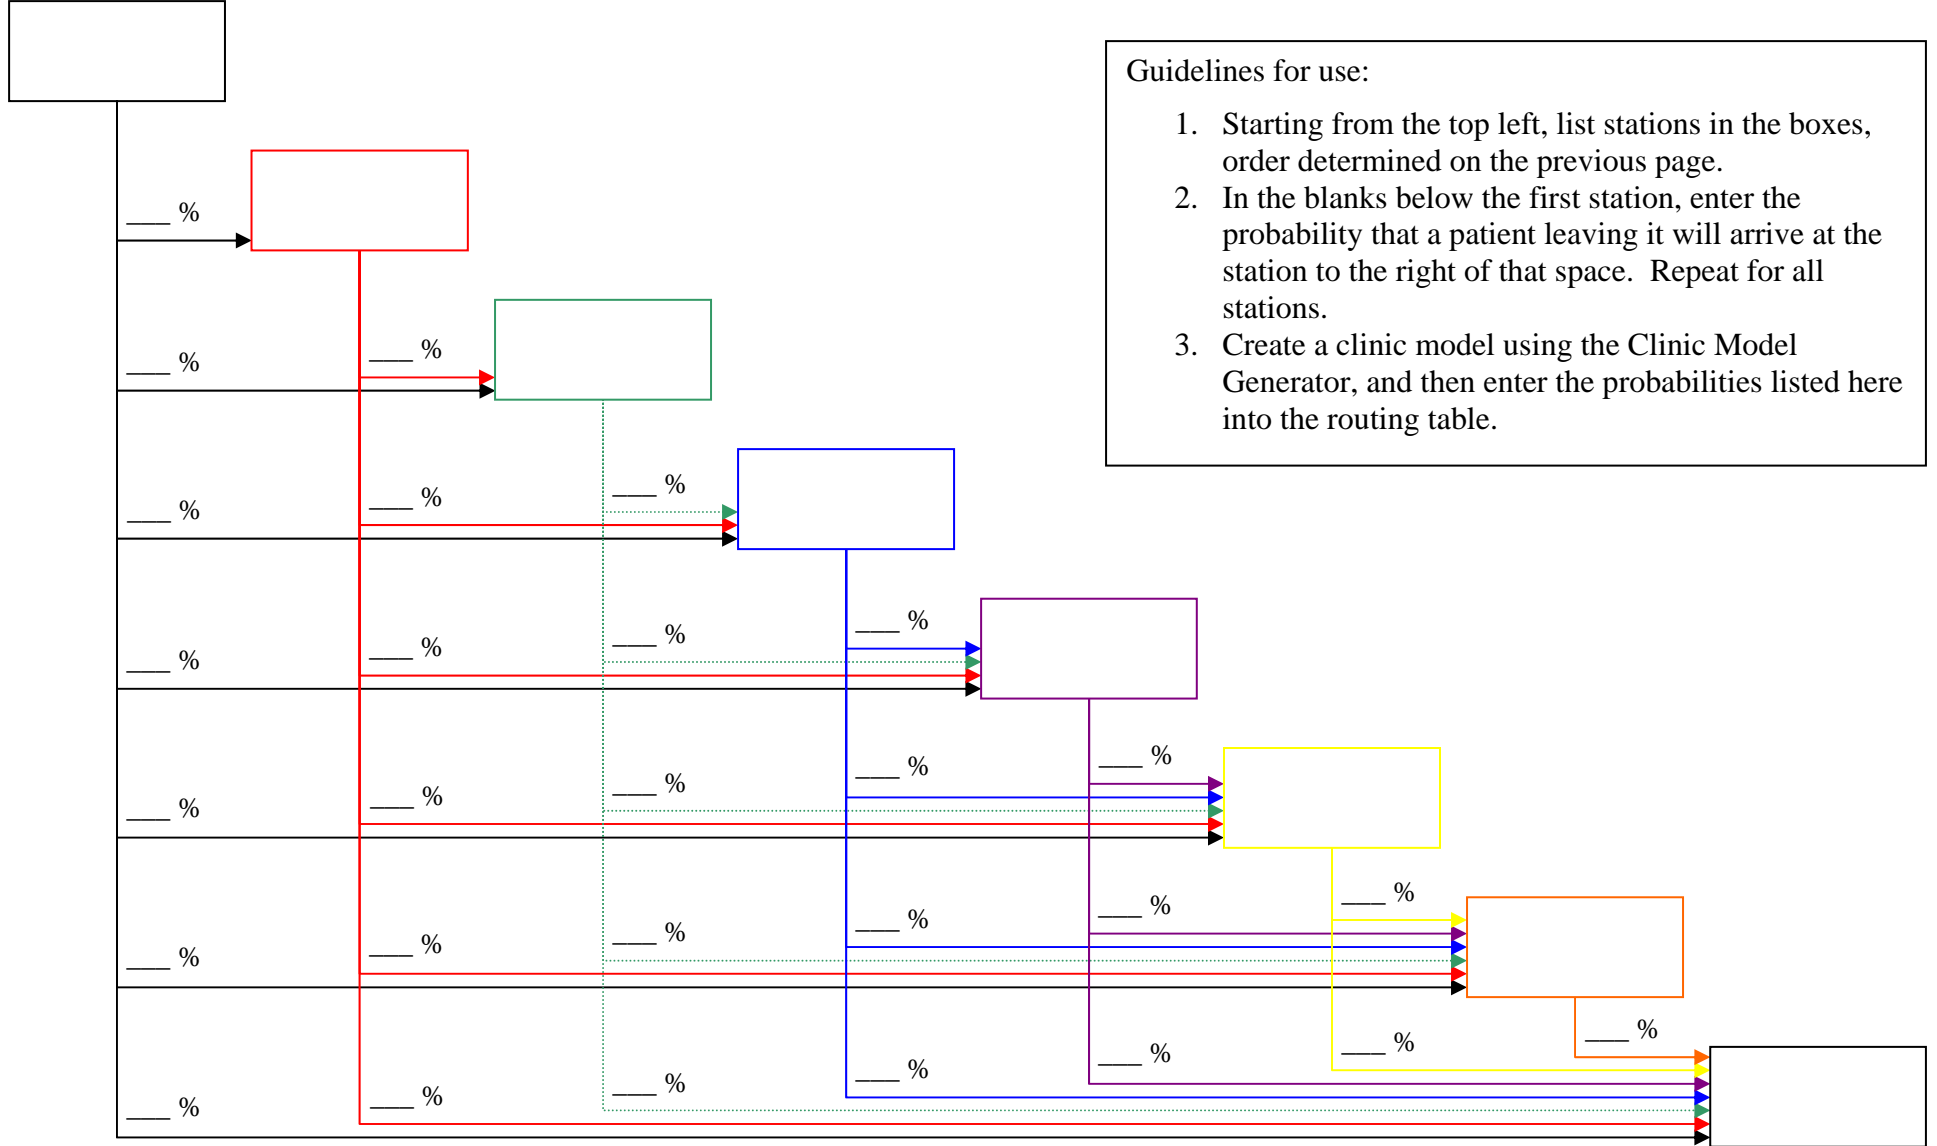 Guidelines for use:
1. Starting from the top left, list stations in the boxes,
order determined on the previous page.
2. In the blanks below the first station, enter the
probability that a patient leaving it will arrive at the
station to the right of that space. Repeat for all
stations.
3. Create a clinic model using the Clinic Model
Generator, and then enter the probabilities listed here
into the routing table.
___ %
___ % ___ %
___ % ___ % ___ %
___ % ___ % ___ % ___ %
___ % ___ % ___ % ___ % ___ %
___ % ___ % ___ % ___ % ___ % ___ %
___ % ___ % ___ % ___ % ___ % ___ % ___ %